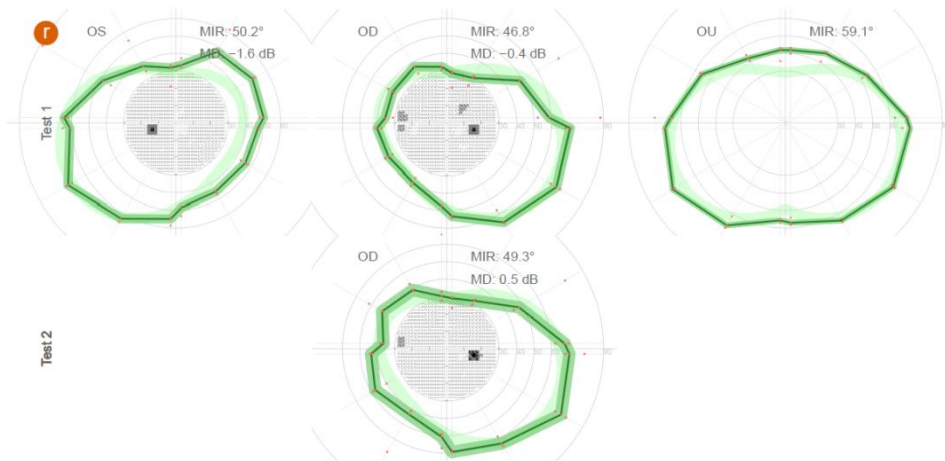 r
OS
MIR: 50.2°
MD: −1.6 dB
OD
MIR: 46.8°
MD: −0.4 dB
OU
MIR: 59.1°
Test 1
OD
MIR: 49.3°
MD: 0.5 dB
Test 2